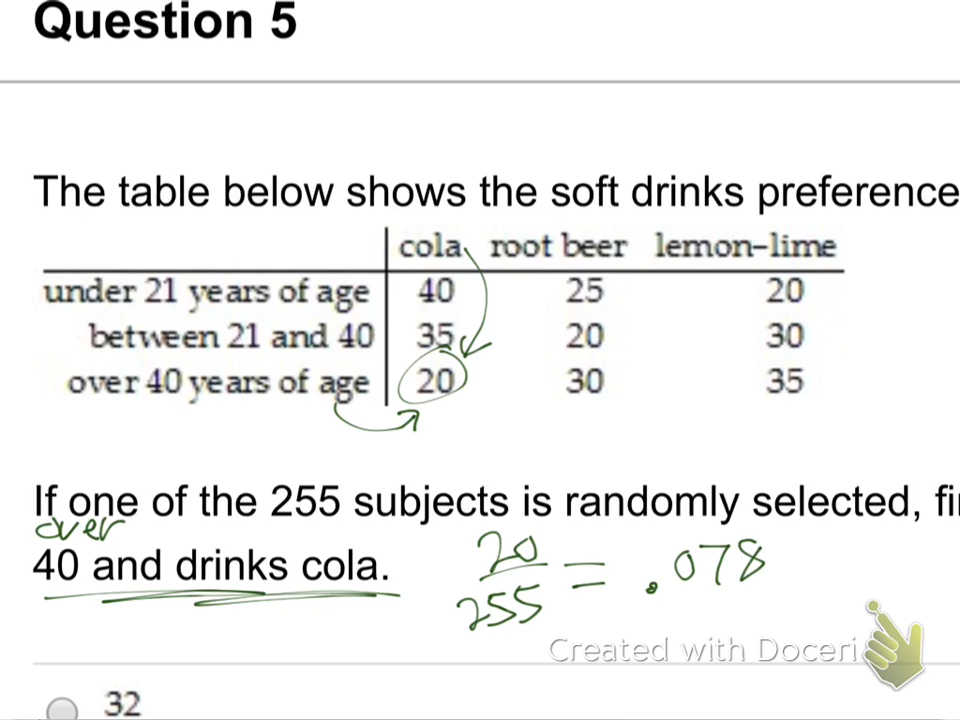 Question 5
The table below shows the soft drinks preference
cola root beer lemon-lime
under 21 years of age 40 25 20
between 21 and 40 35 20 30
over 40 years of age 20 30 35
If one of the 255 subjects is randomly selected, fin
over
40 and drinks cola.
20
255
= .078
Created with Doceri
32